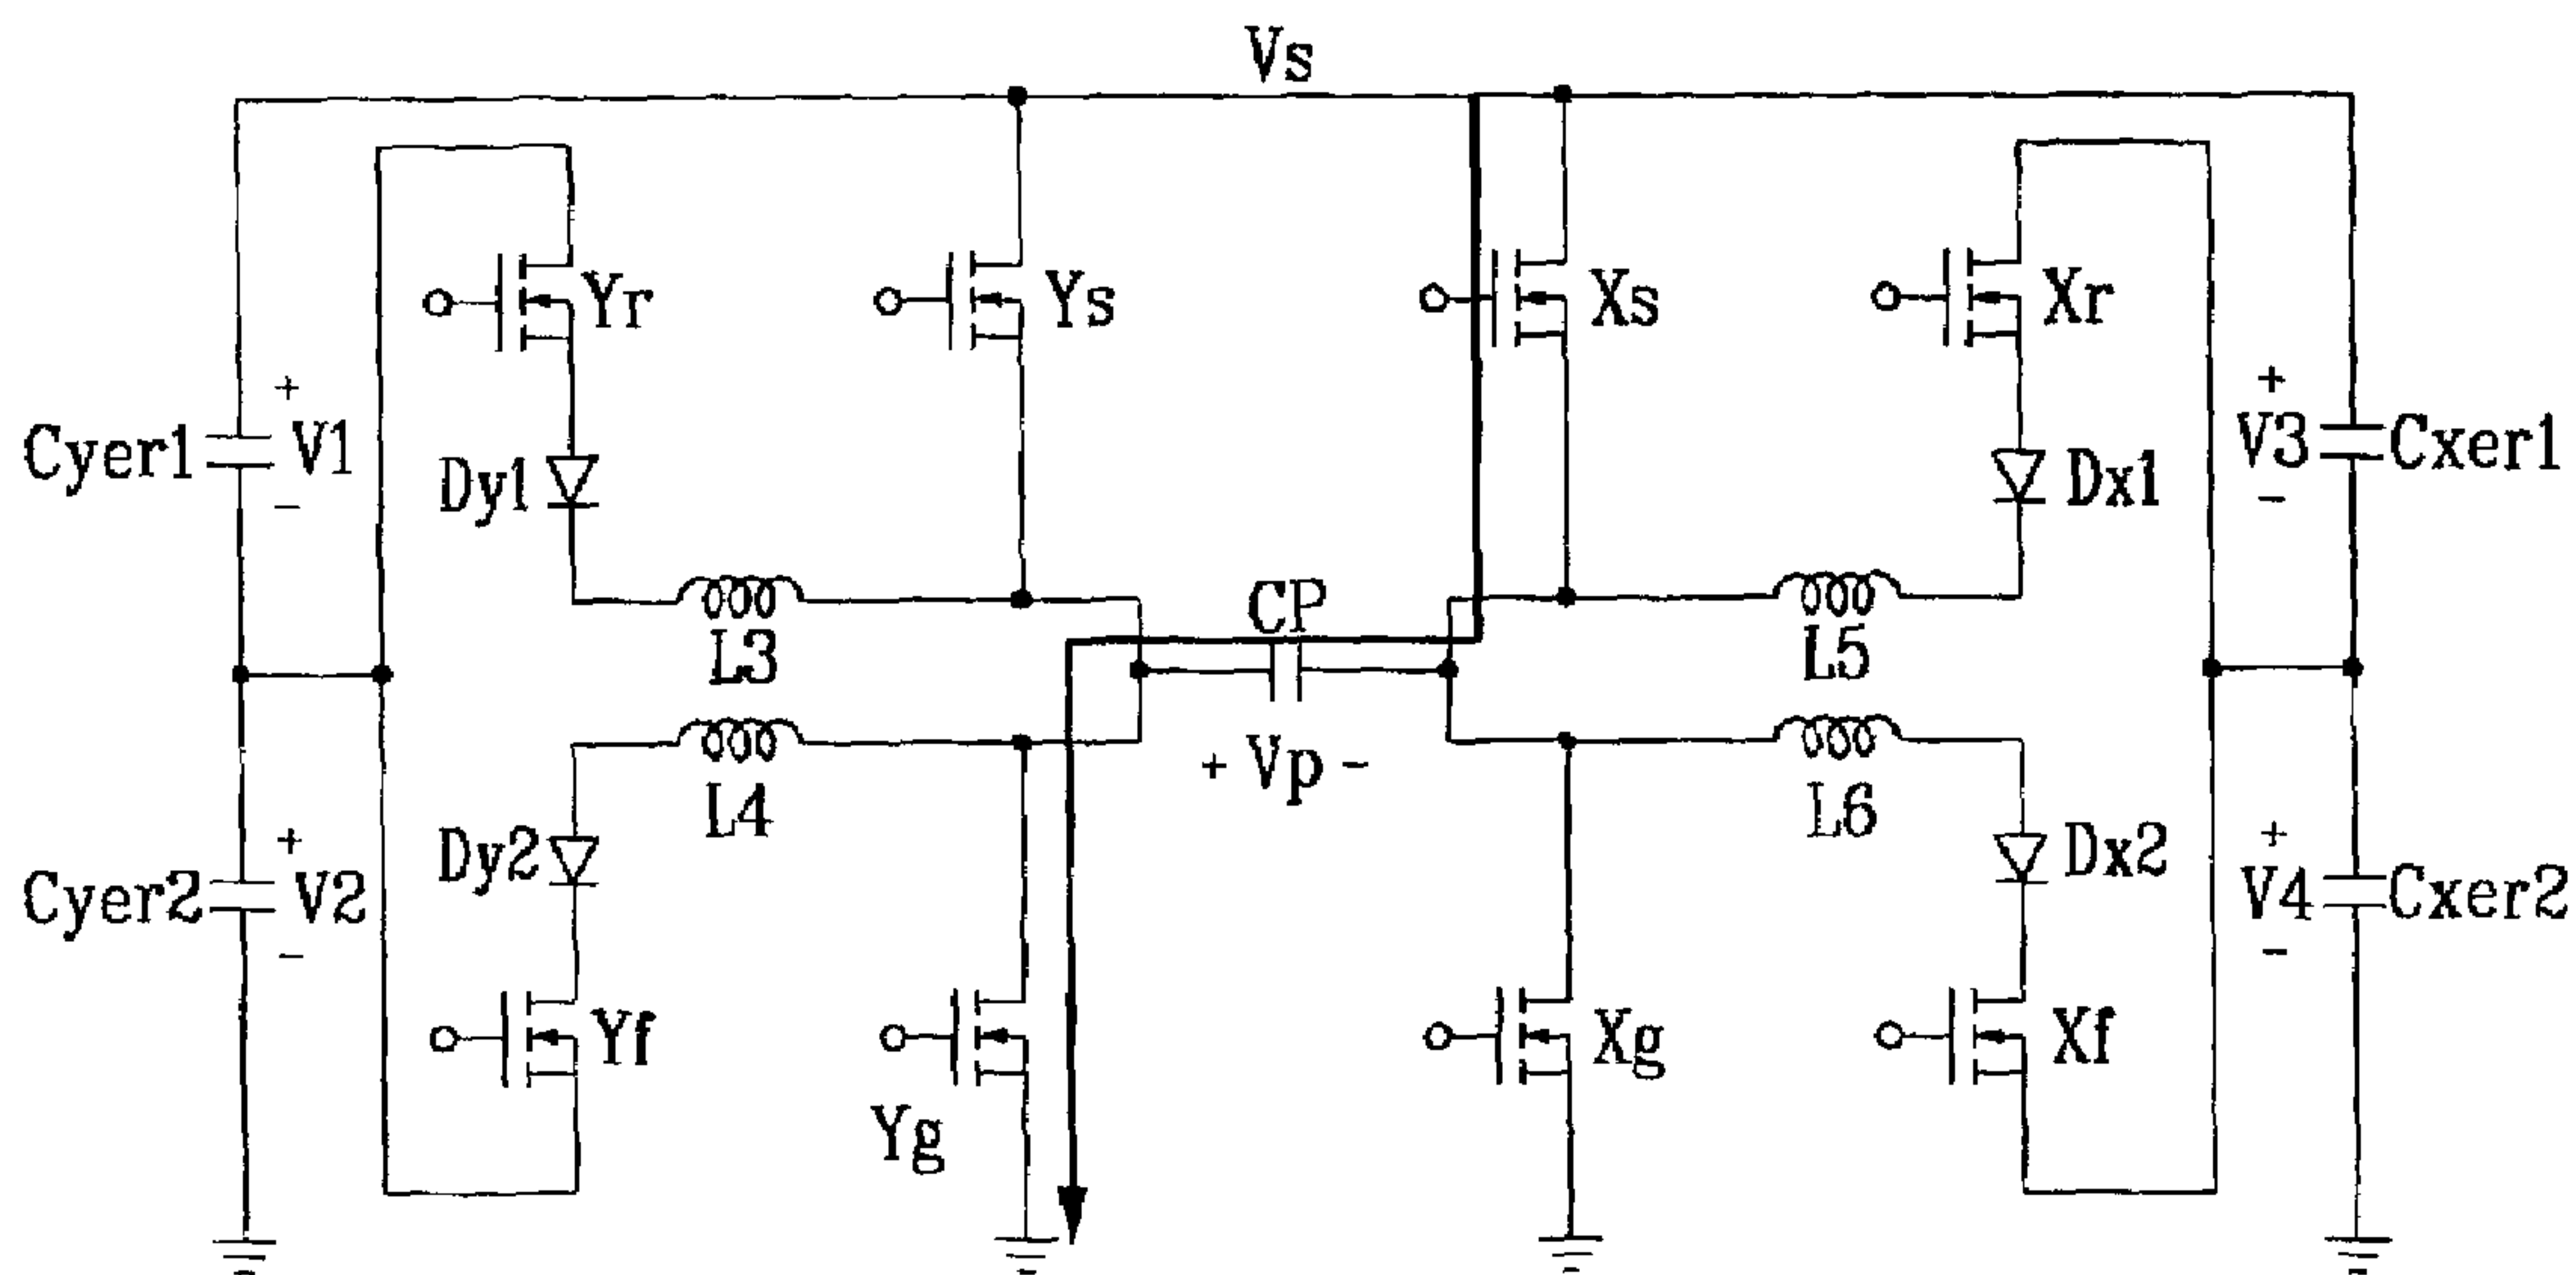 Vs
Yr
Ys
Xs
Xr
+
+
Cyer1
V1
V3
Cxer1
Dy1
Dx1
-
-
CP
L3
L5
+ Vp -
L4
L6
Dy2
Dx2
+
+
Cyer2
V2
V4
Cxer2
-
-
Yf
Yg
Xg
Xf